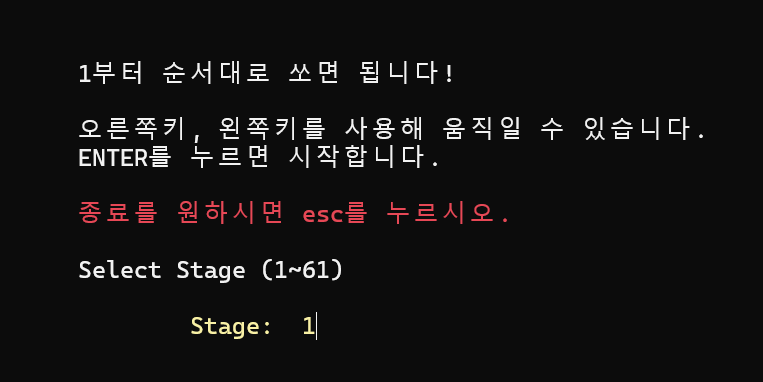 1부터 순서대로 쏘면 됩니다!
오른쪽키, 왼쪽키를 사용해 움직일 수 있습니다.
ENTER를 누르면 시작합니다.
종료를 원하시면 esc를 누르시오.
Select Stage (1~61)
Stage: 1